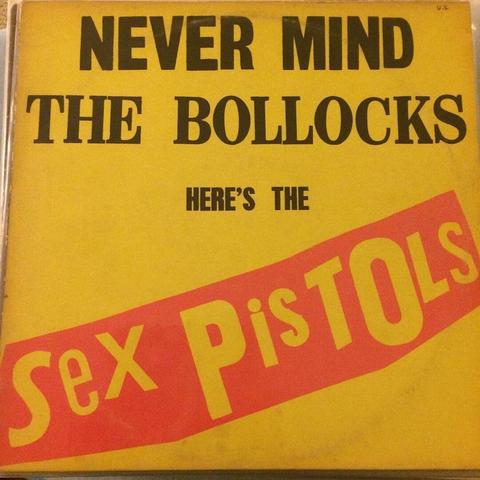 NEVER MIND
THE BOLLOCKS
HERE'S THE
Sex PisTOLs